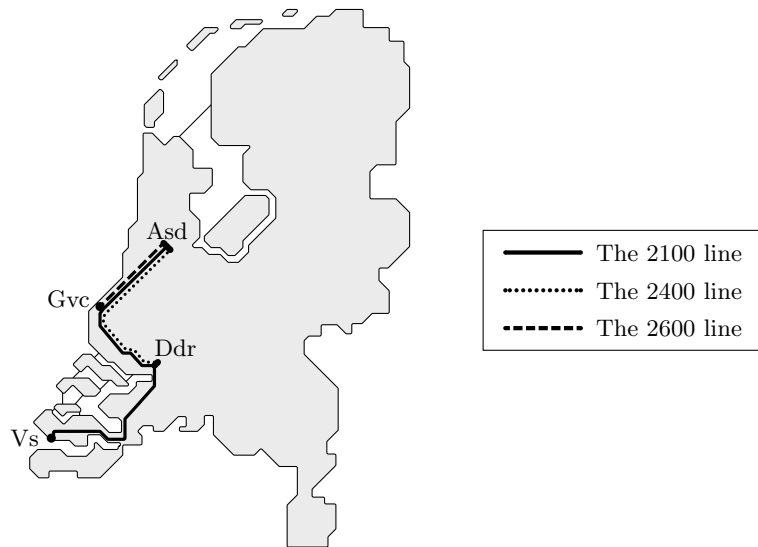 Asd
Gvc
Ddr
Vs
The 2100 line
The 2400 line
The 2600 line